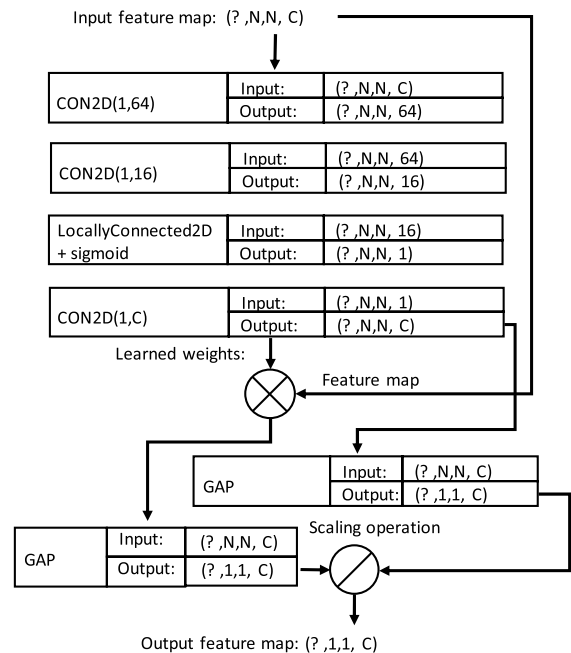 Input feature map: (? ,N,N, C)
CON2D(1,64)
Input: (? ,N,N, C)
Output: (? ,N,N, 64)
CON2D(1,16)
Input: (? ,N,N, 64)
Output: (? ,N,N, 16)
LocallyConnected2D
+ sigmoid
Input: (? ,N,N, 16)
Output: (? ,N,N, 1)
CON2D(1,C)
Input: (? ,N,N, 1)
Output: (? ,N,N, C)
Learned weights:
Feature map
GAP
Input: (? ,N,N, C)
Output: (? ,1,1, C)
Scaling operation
GAP
Input: (? ,N,N, C)
Output: (? ,1,1, C)
Output feature map: (? ,1,1, C)